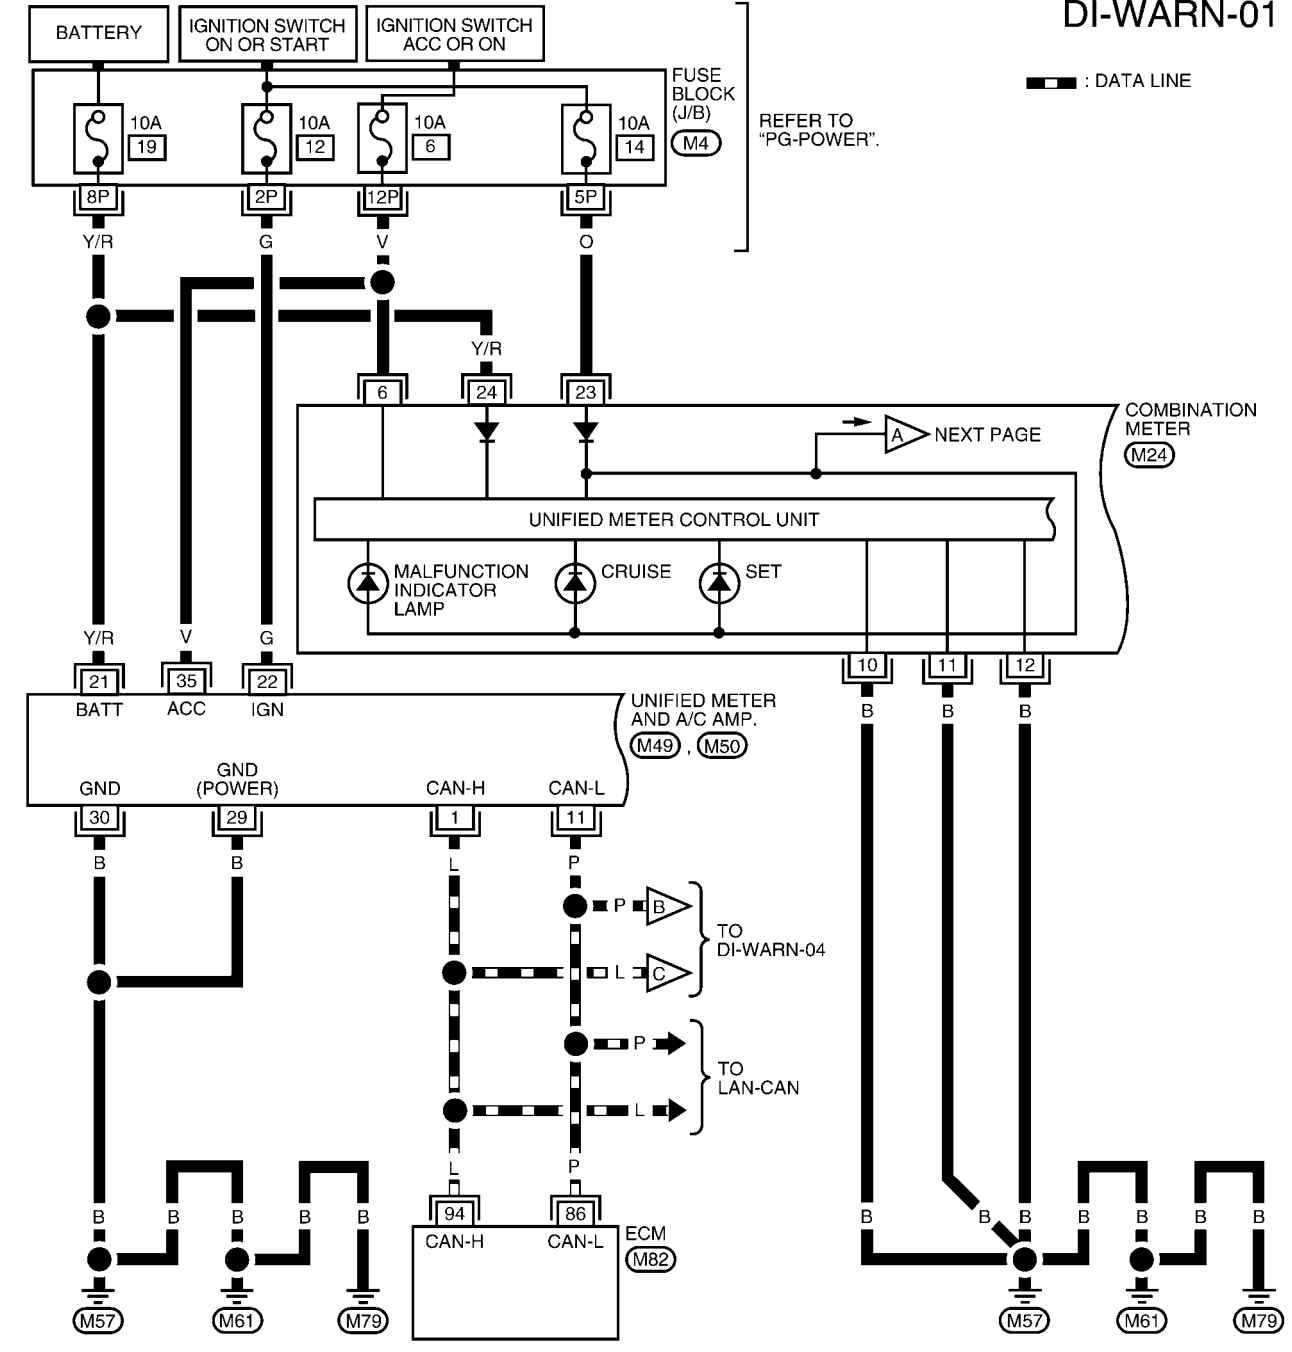 DI-WARN-01
BATTERY
IGNITION SWITCH
ON OR START
IGNITION SWITCH
ACC OR ON
: DATA LINE
FUSE
BLOCK
(J/B)
M4
REFER TO
"PG-POWER".
10A
19
10A
12
10A
6
10A
14
8P
2P
12P
5P
Y/R
G
V
O
Y/R
6
24
23
COMBINATION
METER
M24
A
NEXT PAGE
UNIFIED METER CONTROL UNIT
MALFUNCTION
INDICATOR
LAMP
CRUISE
SET
Y/R
V
G
10
11
12
21
35
22
B
B
B
BATT
ACC
IGN
UNIFIED METER
AND A/C AMP.
M49 , M50
GND
GND
(POWER)
CAN-H
CAN-L
30
29
1
11
B
B
L
P
P
B
TO
DI-WARN-04
L
C
P
TO
LAN-CAN
L
L
P
94
86
B
B
B
B
B
B
B
B
B
B
B
B
CAN-H
CAN-L
ECM
M82
M57
M61
M79
M57
M61
M79